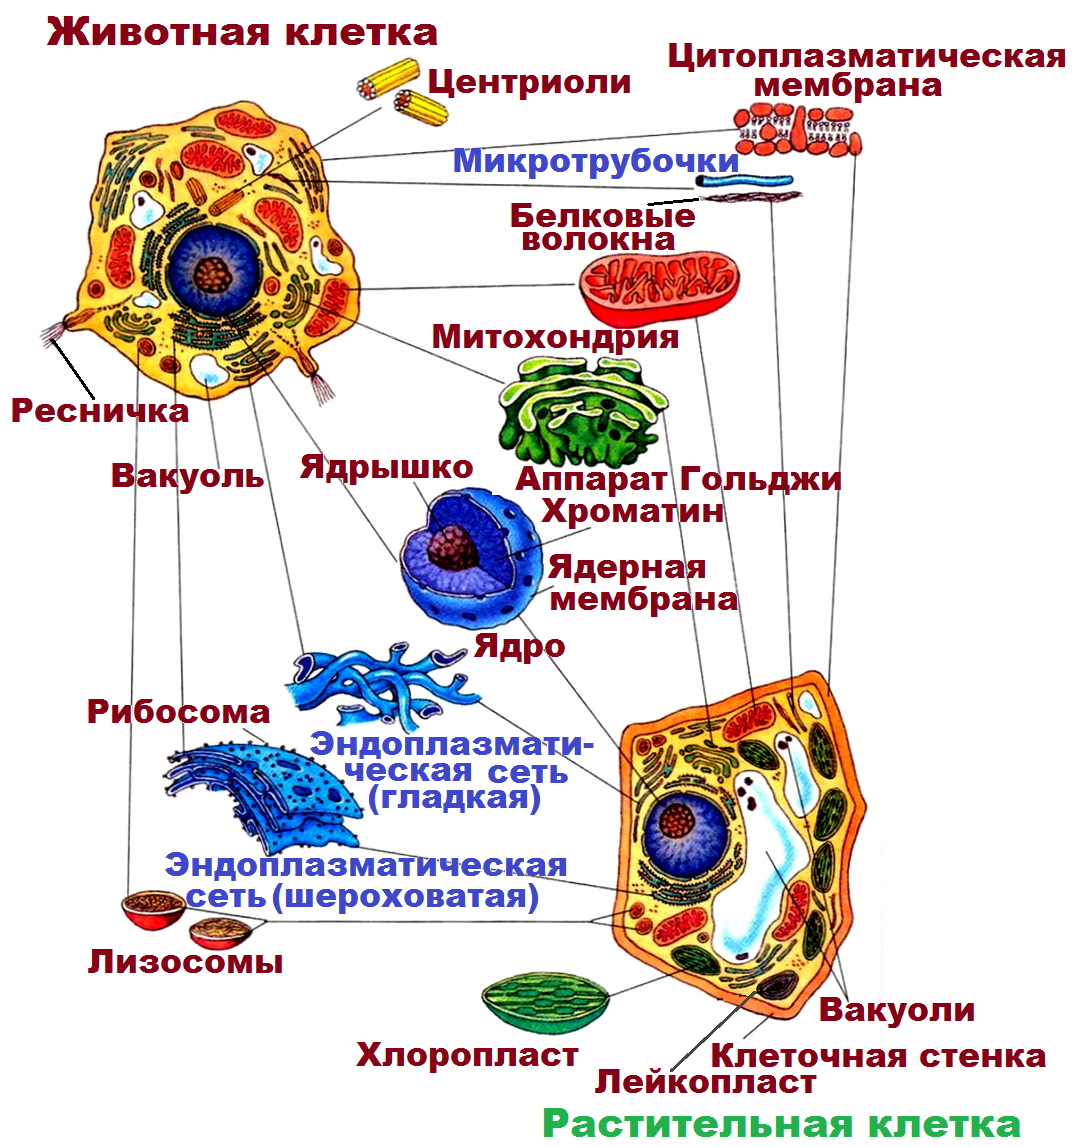 Животная клетка
Центриоли
Цитоплазматическая
мембрана
Микротрубочки
Белковые
волокна
Митохондрия
Ресничка
Вакуоль
Ядрышко
Аппарат Гольджи
Хроматин
Ядерная
мембрана
Ядро
Рибосома
Эндоплазмати-
ческая сеть
(гладкая)
Эндоплазматическая
сеть (шероховатая)
Лизосомы
Вакуоли
Хлоропласт
Клеточная стенка
Лейкопласт
Растительная клетка